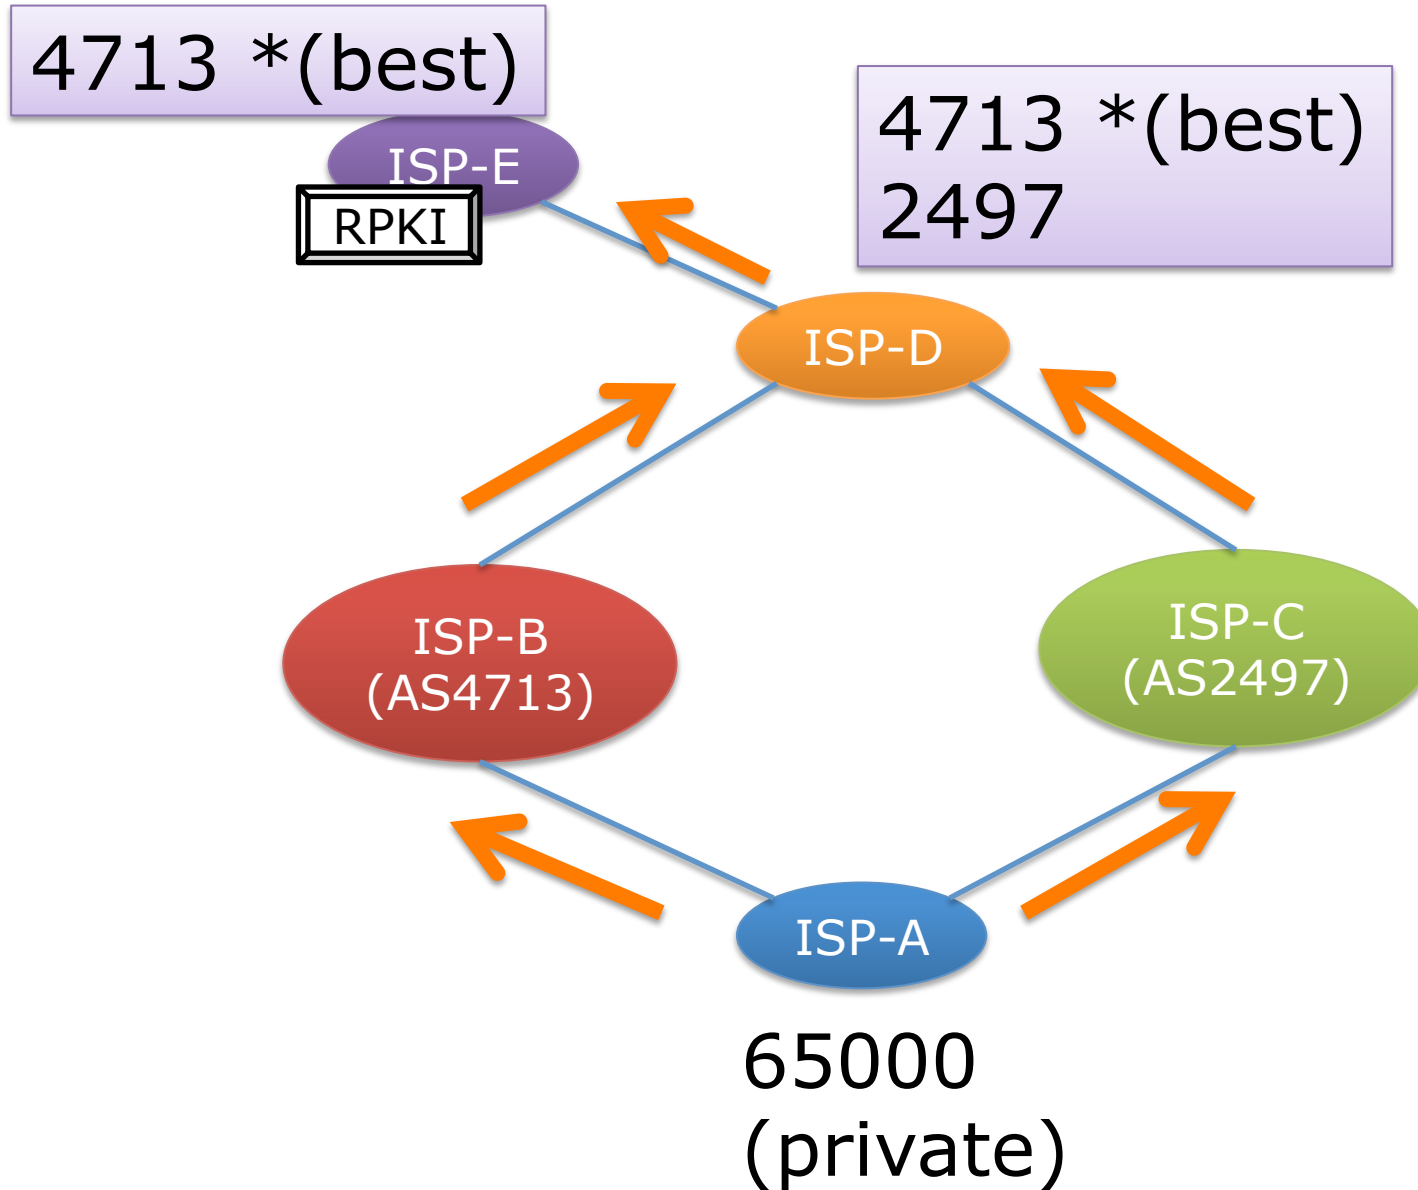 4713 *(best)
ISP-E
RPKI
4713 *(best)
2497
ISP-D
ISP-B
(AS4713)
ISP-C
(AS2497)
ISP-A
65000
(private)